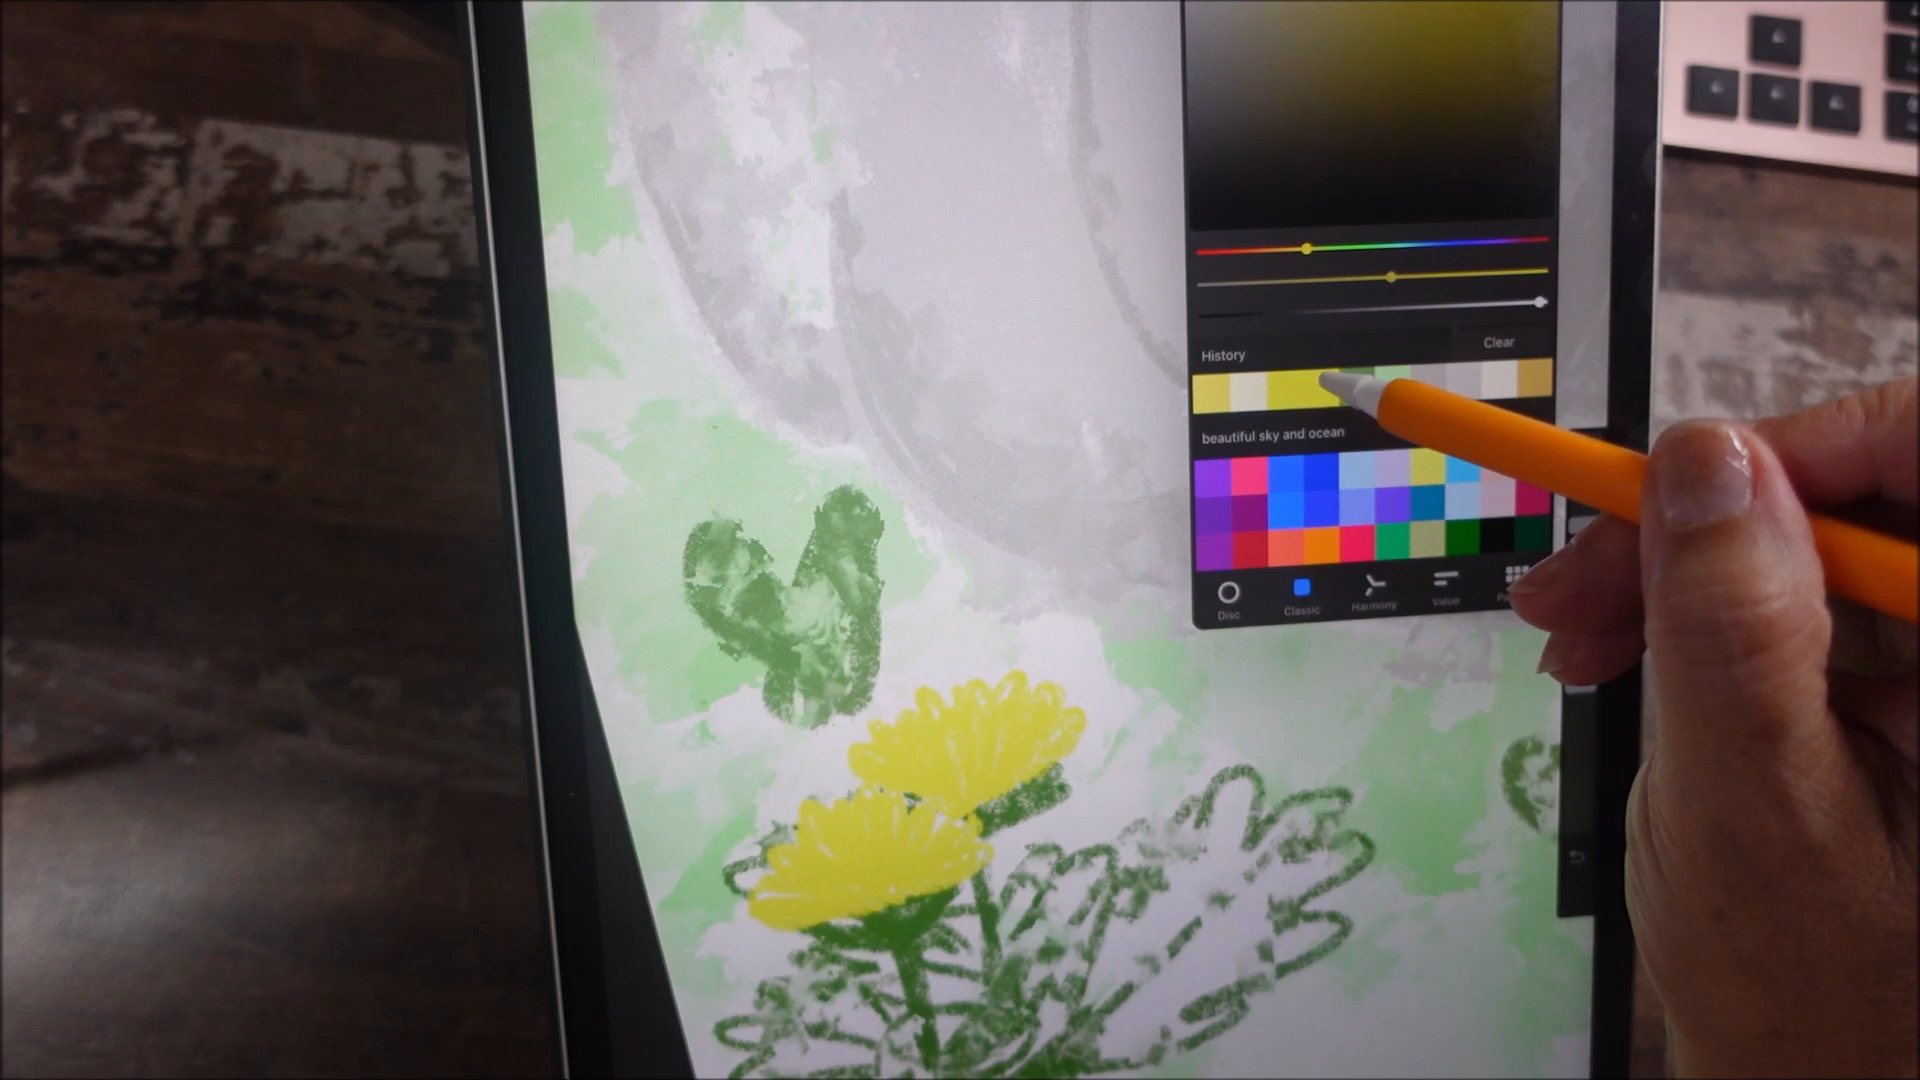 Clear
History
beautiful sky and ocean
Disc
Classic
Harmony
Value